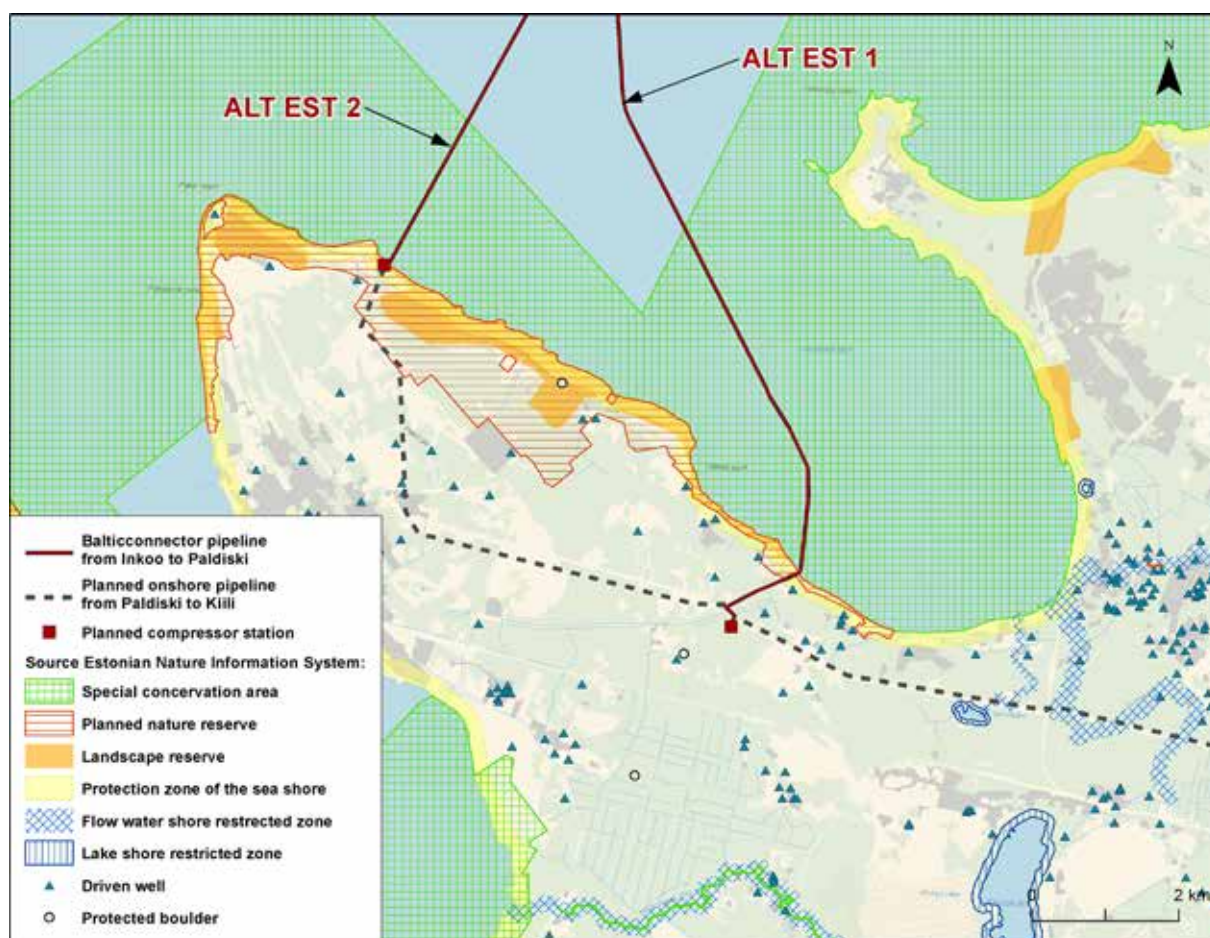 ALT EST 1
N
ALT EST 2
Balticconnector pipeline
from Inkoo to Paldiski
Planned onshore pipeline
from Paldiski to Kiili
Planned compressor station
Source Estonian Nature Information System:
Special concervation area
Planned nature reserve
Landscape reserve
Protection zone of the sea shore
Flow water shore restrected zone
Lake shore restricted zone
Driven well
Protected boulder
0 2 km